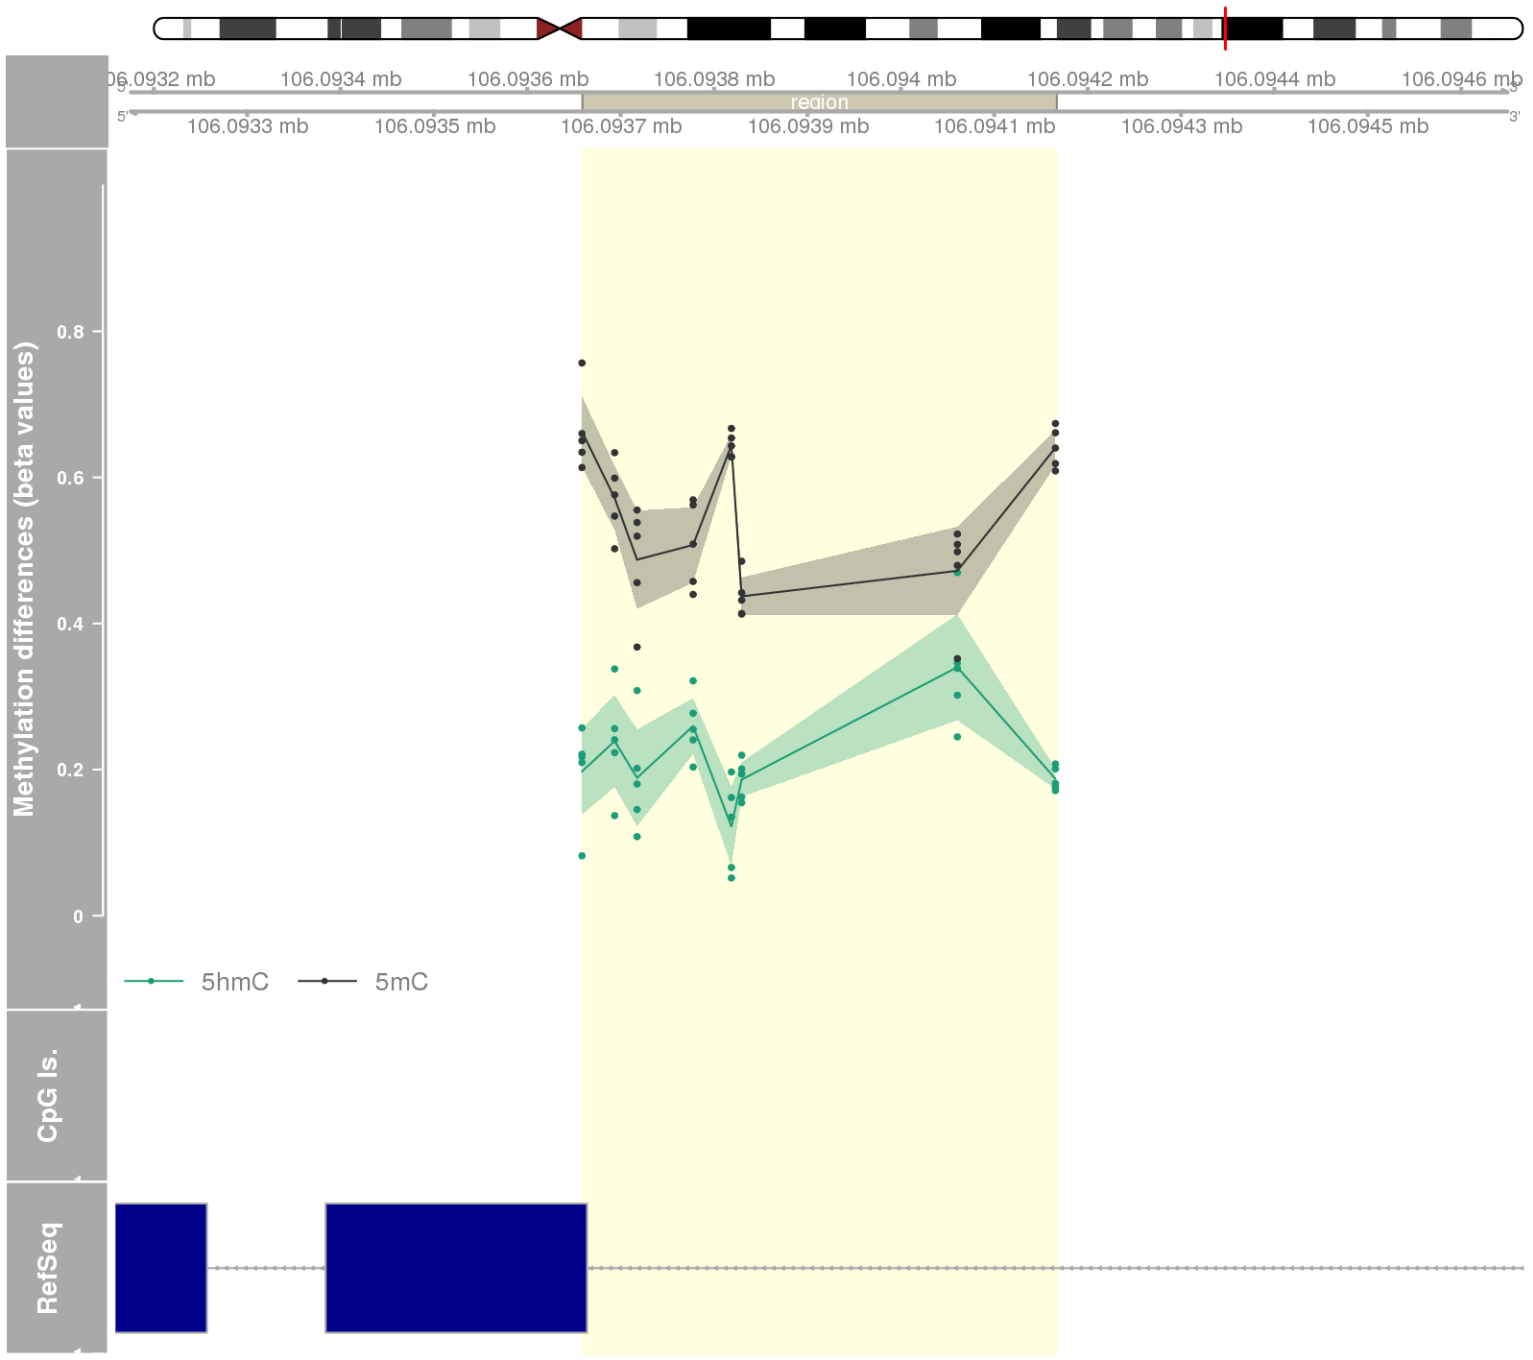 06.0932 mb 106.0934 mb 106.0936 mb 106.0938 mb 106.094 mb 106.0942 mb 106.0944 mb 106.0946 mb
region
5' 3'
106.0933 mb 106.0935 mb 106.0937 mb 106.0939 mb 106.0941 mb 106.0943 mb 106.0945 mb
Methylation differences (beta values)
0.8
0.6
0.4
0.2
0
5hmC 5mC
CpG Is.
RefSeq